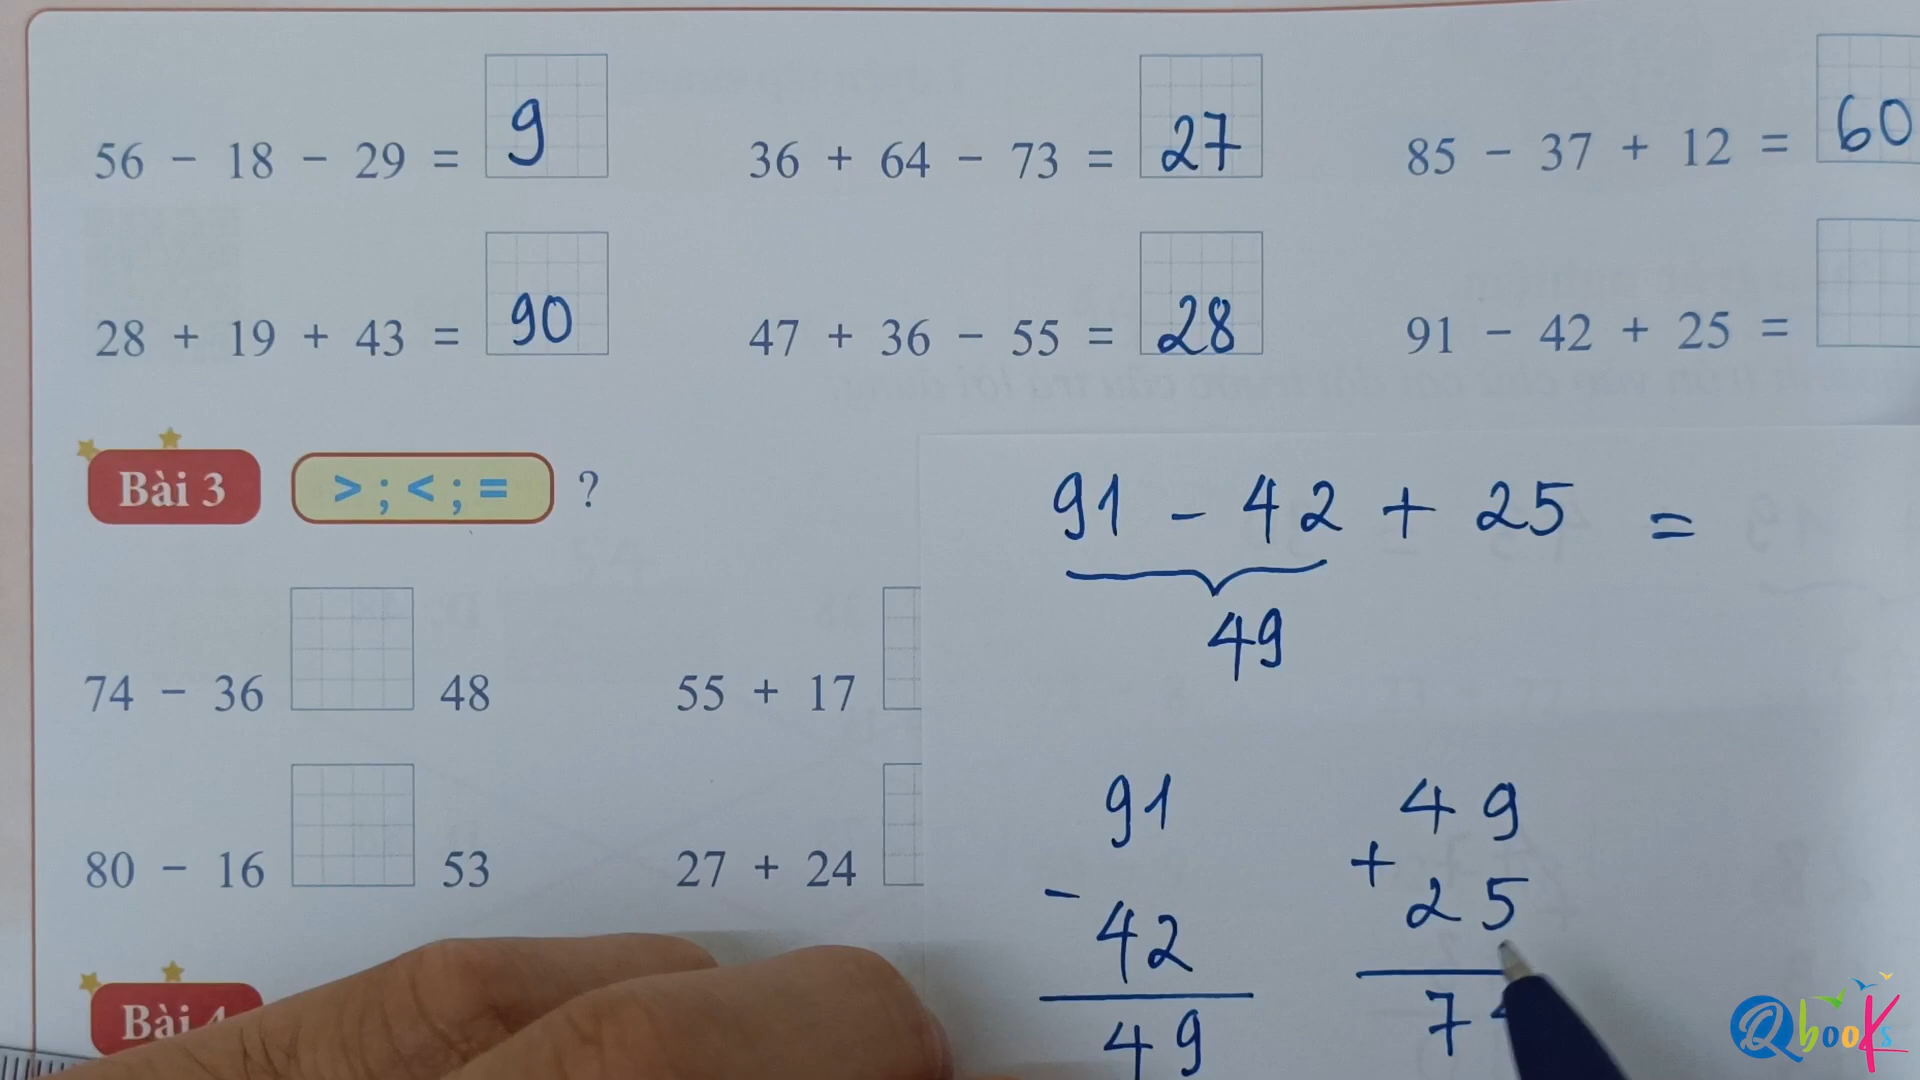 56 - 18 - 29 = 9
36 + 64 - 73 = 27
85 - 37 + 12 = 60
28 + 19 + 43 = 90
47 + 36 - 55 = 28
91 - 42 + 25 =
Bài 3 > ; < ; = ?
74 - 36 48
55 + 17
80 - 16 53
27 + 24
Bài
91 - 42 + 25 =
49
91
- 42
49
49
+ 25
7
Qbooks